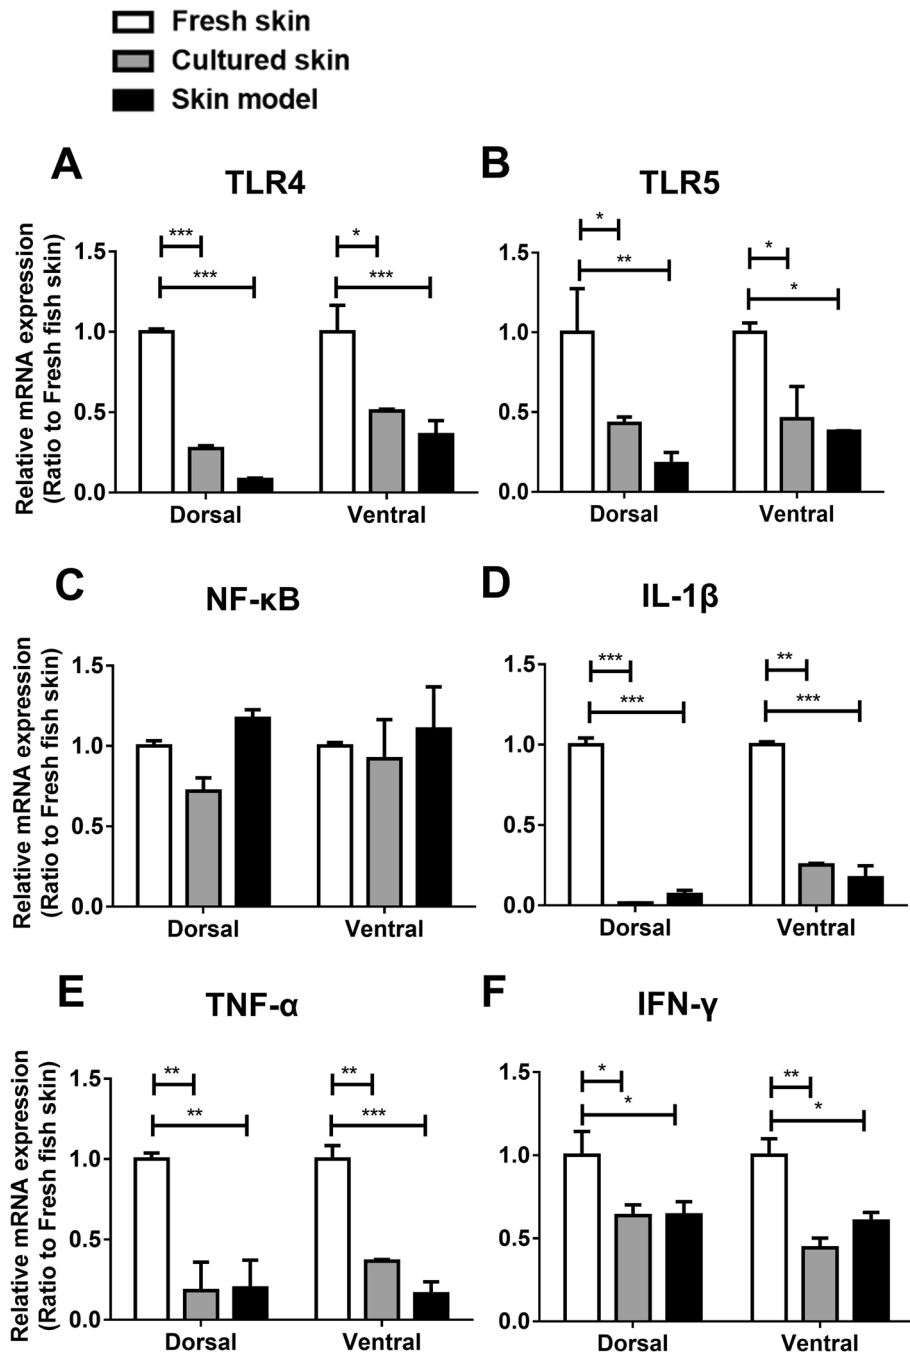 Fresh skin
Cultured skin
Skin model
A
TLR4
Relative mRNA expression
(Ratio to Fresh fish skin)
1.5
1.0
0.5
0.0
***
***
*
***
Dorsal
Ventral
B
TLR5
1.5
1.0
0.5
0.0
*
**
*
*
Dorsal
Ventral
C
NF-κB
Relative mRNA expression
(Ratio to Fresh fish skin)
1.5
1.0
0.5
0.0
Dorsal
Ventral
D
IL-1β
1.5
1.0
0.5
0.0
***
***
**
***
Dorsal
Ventral
E
TNF-α
Relative mRNA expression
(Ratio to Fresh fish skin)
1.5
1.0
0.5
0.0
**
**
**
***
Dorsal
Ventral
F
IFN-γ
1.5
1.0
0.5
0.0
*
*
**
*
Dorsal
Ventral